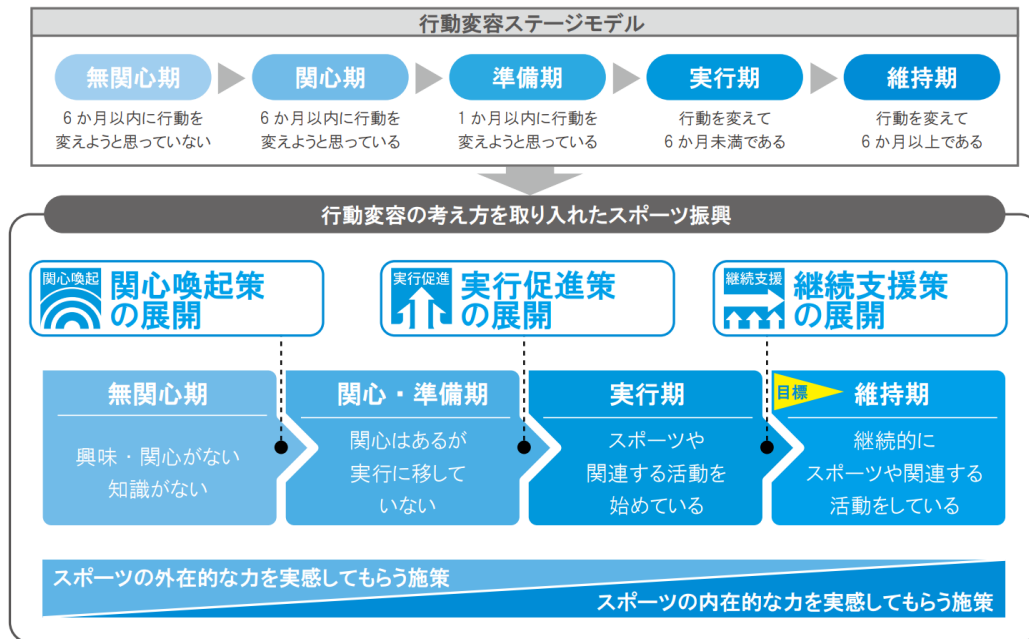 行動変容ステージモデル
無関心期
関心期
準備期
実行期
維持期
6か月以内に行動を
変えようと思っていない
6か月以内に行動を
変えようと思っている
1か月以内に行動を
変えようと思っている
行動を変えて
6か月未満である
行動を変えて
6か月以上である
行動変容の考え方を取り入れたスポーツ振興
関心喚起
関心喚起策
の展開
実行促進
実行促進策
の展開
継続支援
継続支援策
の展開
無関心期
興味・関心がない
知識がない
関心・準備期
関心はあるが
実行に移して
いない
実行期
スポーツや
関連する活動を
始めている
目標
維持期
継続的に
スポーツや関連する
活動をしている
スポーツの外在的な力を実感してもらう施策
スポーツの内在的な力を実感してもらう施策